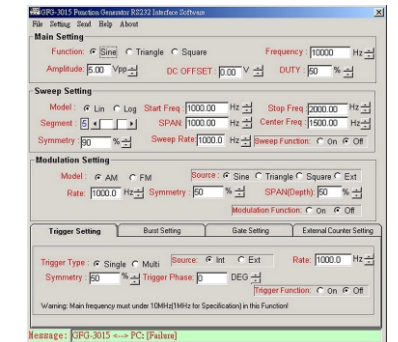 GFG-3015 Function Generator RS232 Interface Software
File Setting Send Help About
Main Setting
Function: Sine Triangle Square Frequency: 10000 Hz
Amplitude: 5.00 Vpp DC OFFSET: 0.00 V DUTY: 50 %
Sweep Setting
Model: Lin Log Start Freq: 1000.00 Hz Stop Freq: 2000.00 Hz
Segment: 5 SPAN: 1000.00 Hz Center Freq: 1500.00 Hz
Symmetry: 90 % Sweep Rate: 1000.0 Hz Sweep Function: On Off
Modulation Setting
Model: AM FM Source: Sine Triangle Square Ext
Rate: 1000.0 Hz Symmetry: 50 % SPAN(Depth): 50 %
Modulation Function: On Off
Trigger Setting Burst Setting Gate Setting External Counter Setting
Trigger Type: Single Multi Source: Int Ext Rate: 1000.0 Hz
Symmetry: 50 % Trigger Phase: 0 DEG
Trigger Function: On Off
Warning: Main frequency must under 10MHz(1MHz for Specification) in this Function!
Message: GFG-3015 <--> PC: [Failure]